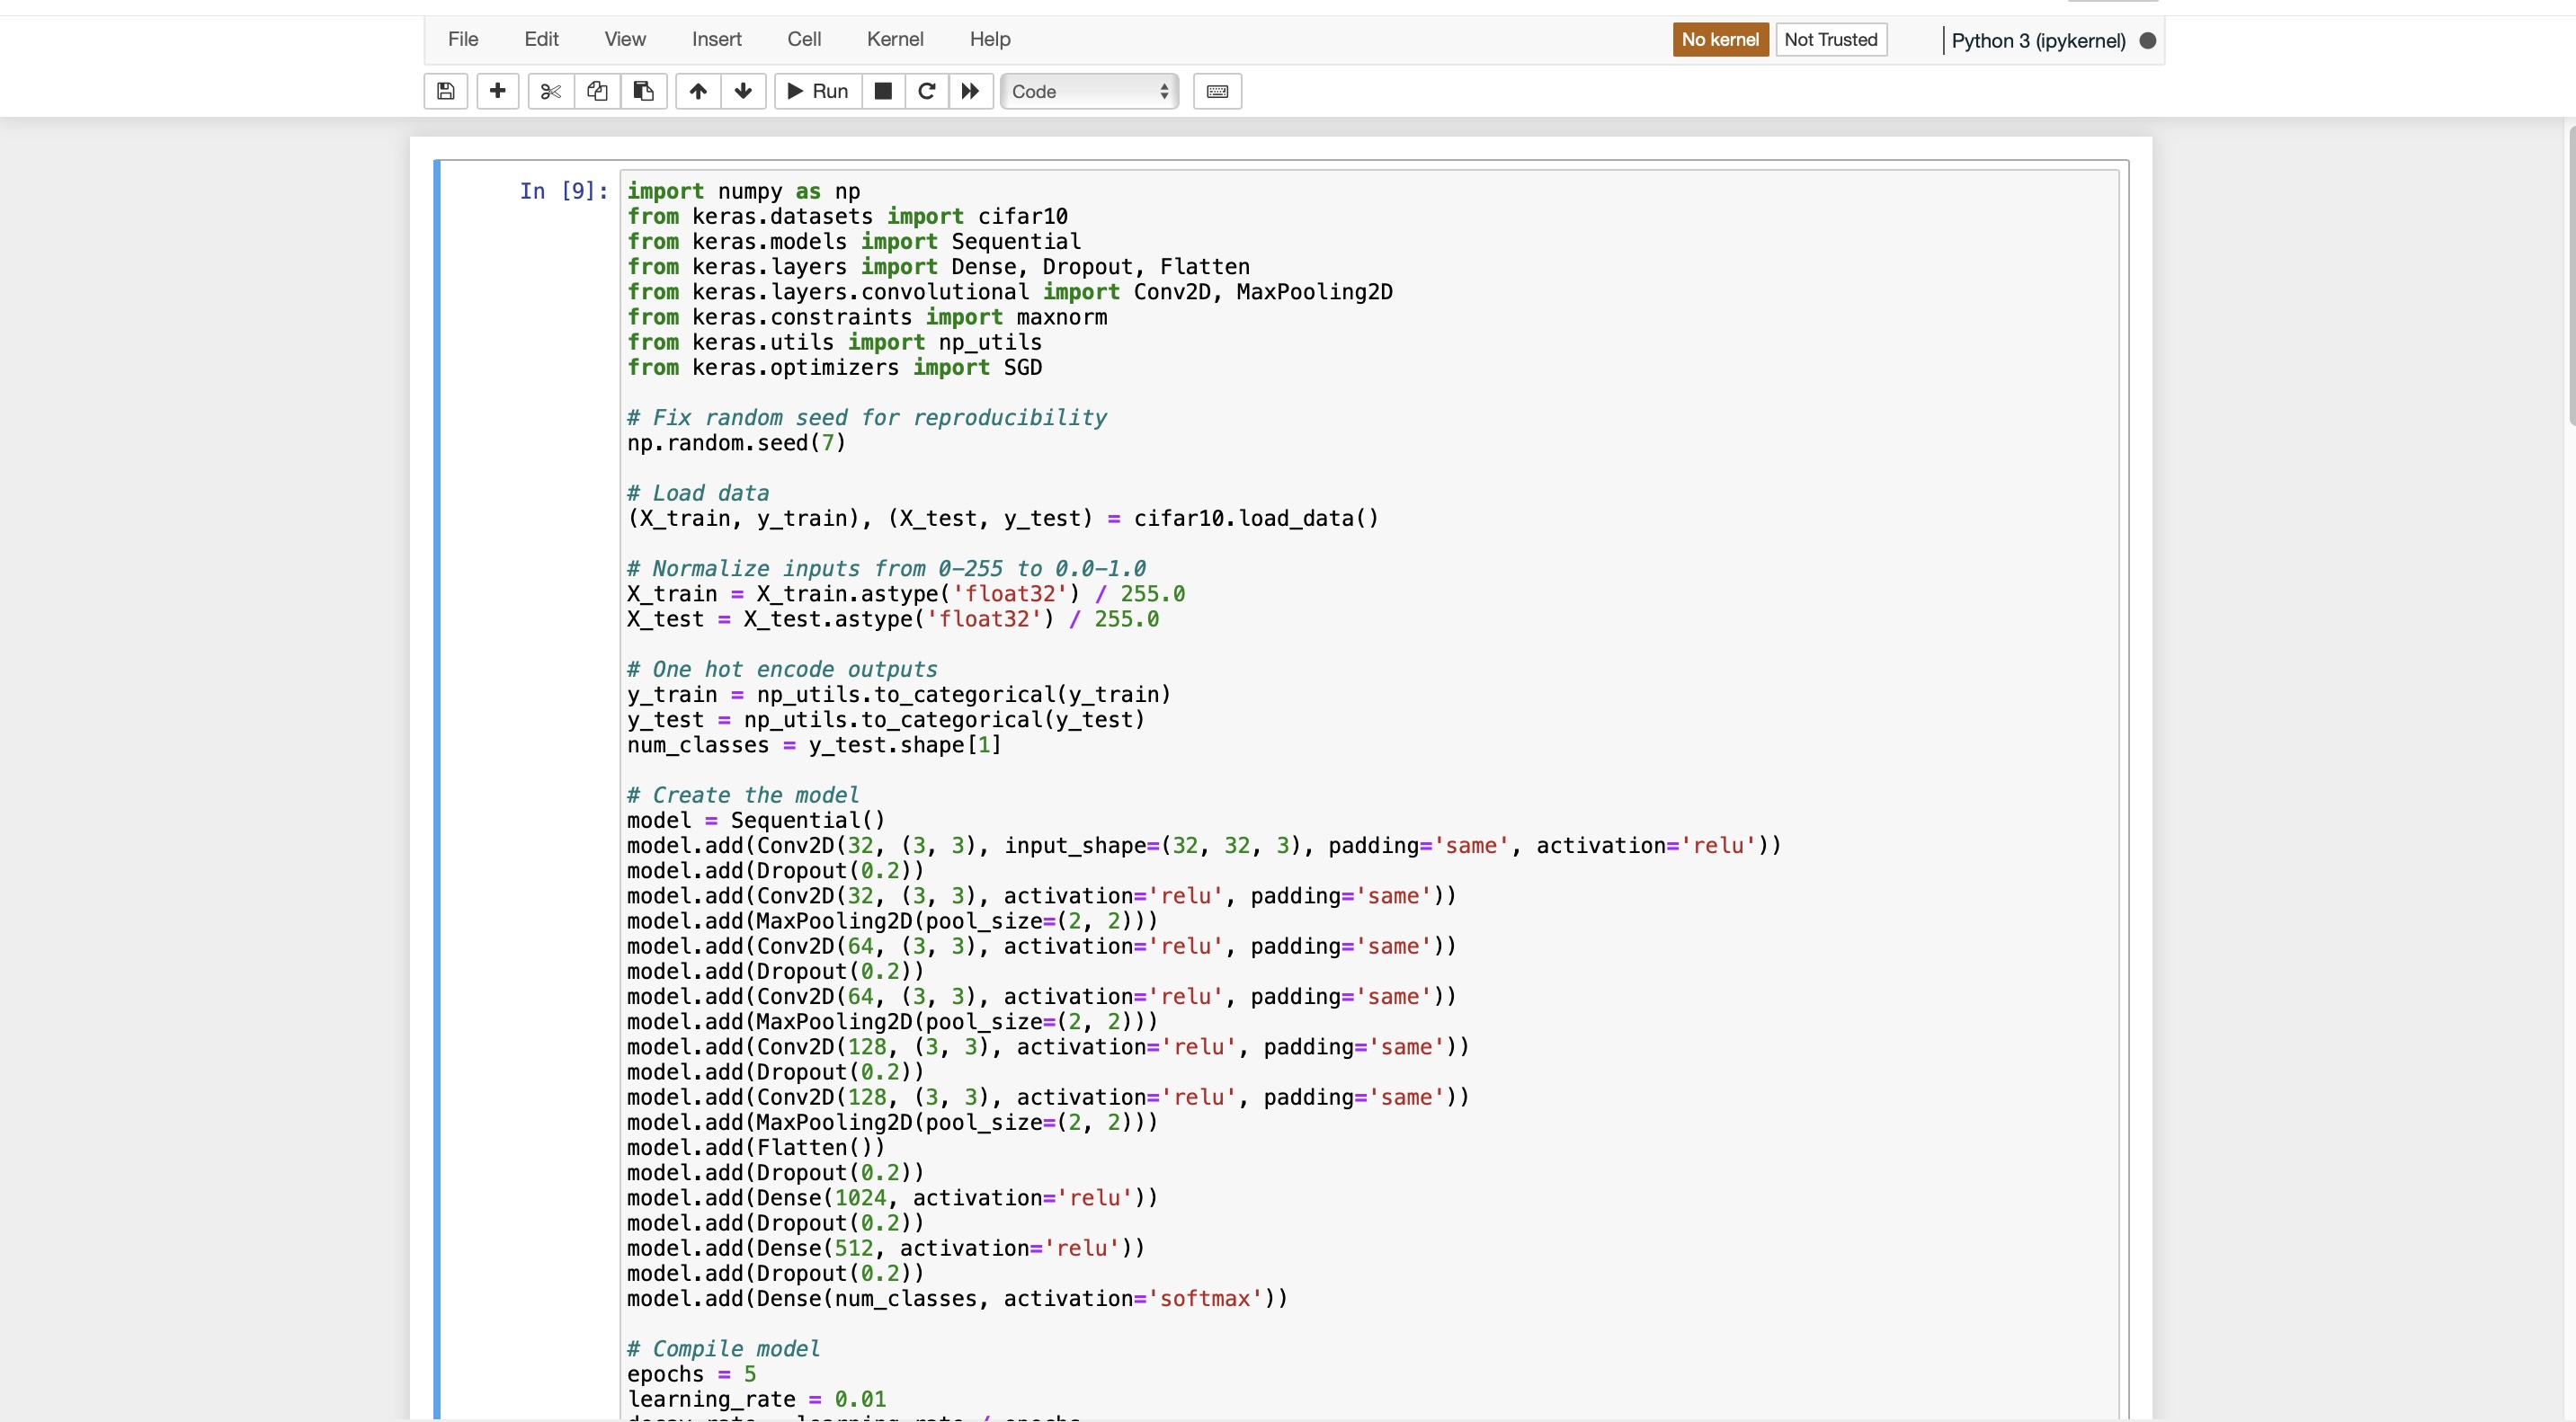 File Edit View Insert Cell Kernel Help No kernel Not Trusted Python 3 (ipykernel)
Run Code
In [9]:
import numpy as np
from keras.datasets import cifar10
from keras.models import Sequential
from keras.layers import Dense, Dropout, Flatten
from keras.layers.convolutional import Conv2D, MaxPooling2D
from keras.constraints import maxnorm
from keras.utils import np_utils
from keras.optimizers import SGD
# Fix random seed for reproducibility
np.random.seed(7)
# Load data
(X_train, y_train), (X_test, y_test) = cifar10.load_data()
# Normalize inputs from 0-255 to 0.0-1.0
X_train = X_train.astype('float32') / 255.0
X_test = X_test.astype('float32') / 255.0
# One hot encode outputs
y_train = np_utils.to_categorical(y_train)
y_test = np_utils.to_categorical(y_test)
num_classes = y_test.shape[1]
# Create the model
model = Sequential()
model.add(Conv2D(32, (3, 3), input_shape=(32, 32, 3), padding='same', activation='relu'))
model.add(Dropout(0.2))
model.add(Conv2D(32, (3, 3), activation='relu', padding='same'))
model.add(MaxPooling2D(pool_size=(2, 2)))
model.add(Conv2D(64, (3, 3), activation='relu', padding='same'))
model.add(Dropout(0.2))
model.add(Conv2D(64, (3, 3), activation='relu', padding='same'))
model.add(MaxPooling2D(pool_size=(2, 2)))
model.add(Conv2D(128, (3, 3), activation='relu', padding='same'))
model.add(Dropout(0.2))
model.add(Conv2D(128, (3, 3), activation='relu', padding='same'))
model.add(MaxPooling2D(pool_size=(2, 2)))
model.add(Flatten())
model.add(Dropout(0.2))
model.add(Dense(1024, activation='relu'))
model.add(Dropout(0.2))
model.add(Dense(512, activation='relu'))
model.add(Dropout(0.2))
model.add(Dense(num_classes, activation='softmax'))
# Compile model
epochs = 5
learning_rate = 0.01